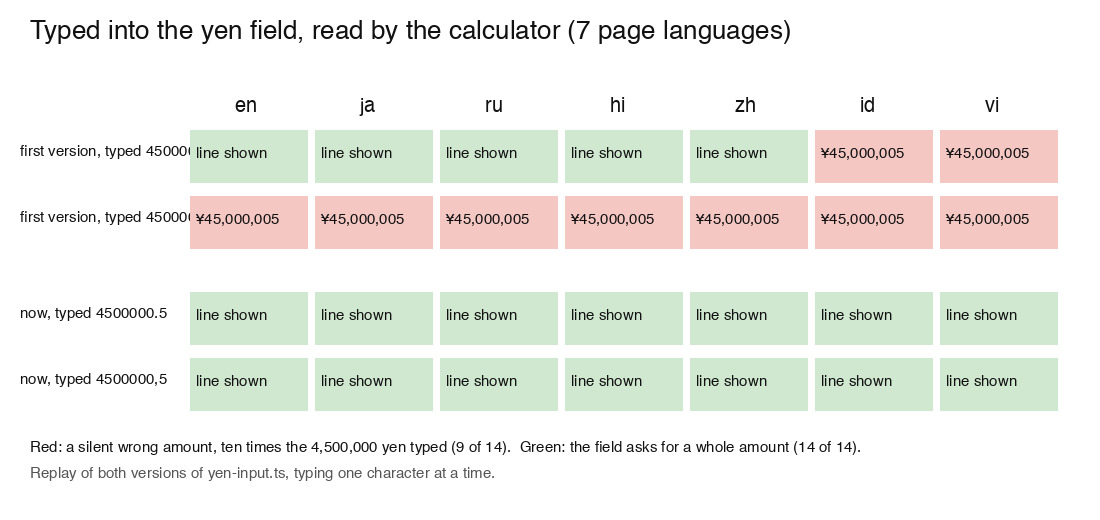 Typed into the yen field, read by the calculator (7 page languages)
en ja ru hi zh id vi
first version, typed 45000 line shown line shown line shown line shown line shown ¥45,000,005 ¥45,000,005
first version, typed 45000 ¥45,000,005 ¥45,000,005 ¥45,000,005 ¥45,000,005 ¥45,000,005 ¥45,000,005 ¥45,000,005
now, typed 4500000.5 line shown line shown line shown line shown line shown line shown line shown
now, typed 4500000,5 line shown line shown line shown line shown line shown line shown line shown
Red: a silent wrong amount, ten times the 4,500,000 yen typed (9 of 14). Green: the field asks for a whole amount (14 of 14).
Replay of both versions of yen-input.ts, typing one character at a time.